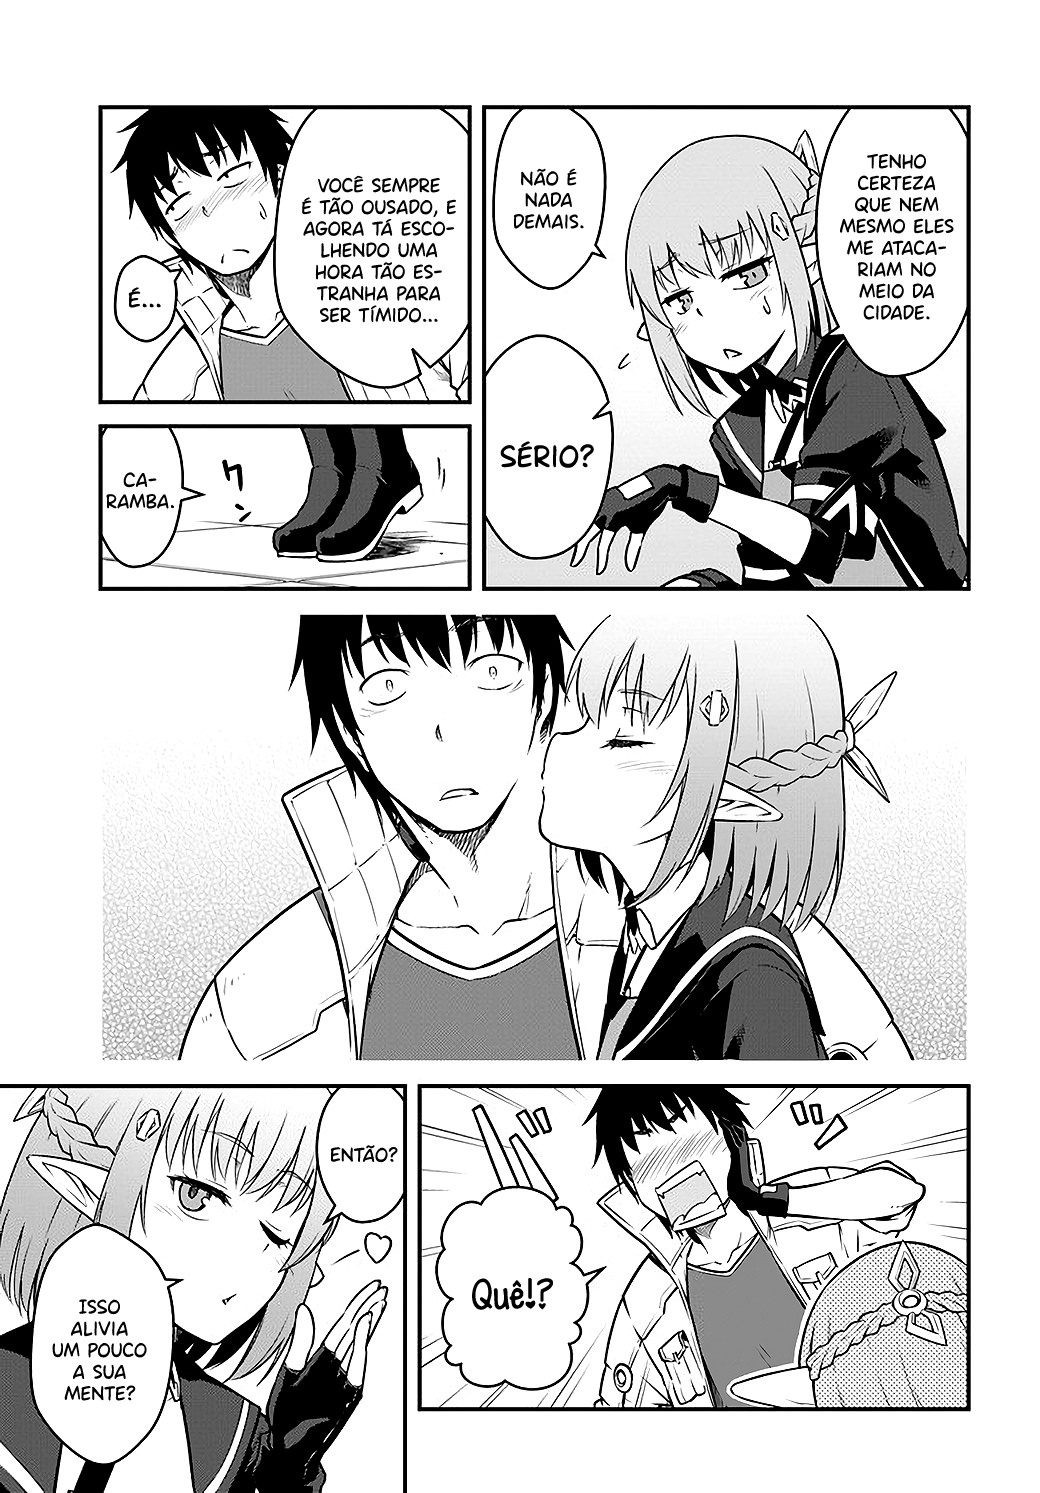 TENHO
CERTEZA
QUE NEM
MESMO ELES
ME ATACA-
RIAM NO
MEIO DA
CIDADE.
NÃO É
NADA
DEMAIS.
SÉRIO?
VOCÊ SEMPRE
É TÃO OUSADO, E
AGORA TÁ ESCO-
LHENDO UMA
HORA TÃO ES-
TRANHA PARA
SER TÍMIDO...
É...
CA-
RAMBA.
ク
Quê!?
ENTÃO?
ISSO
ALIVIA
UM POUCO
A SUA
MENTE?